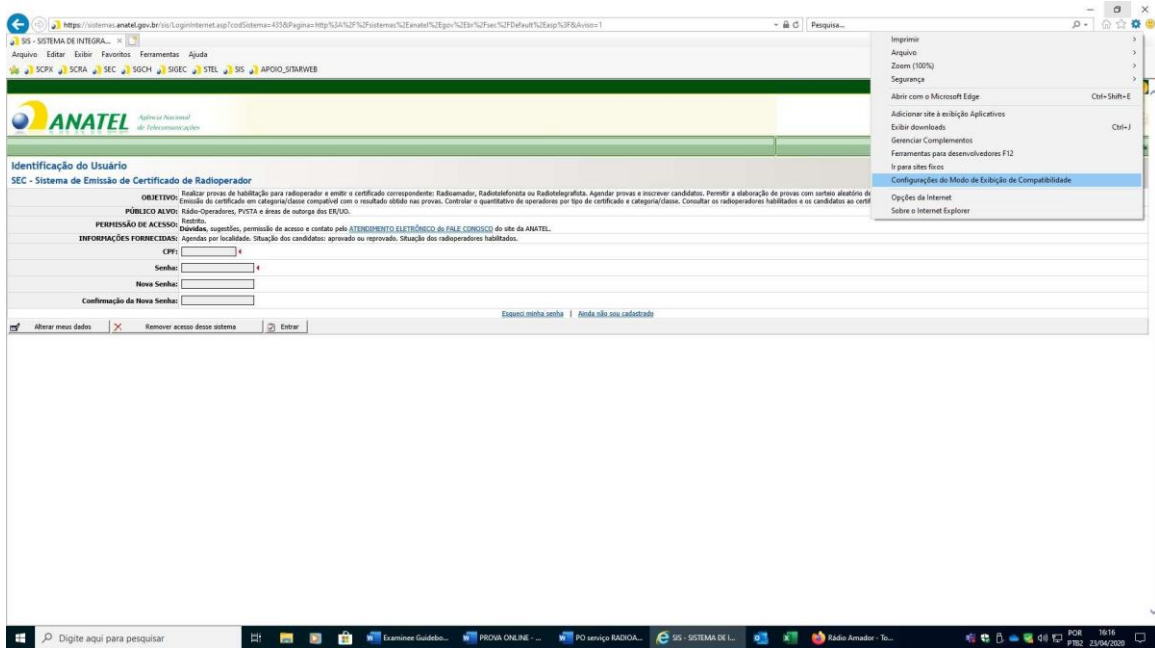 https://sistemas.anatel.gov.br/sis/LoginInternet.asp?codSistema=435&Pagina=http%3A%2F%2Fsistemas%2Eanatel%2Egov%2Ebr%2Fsec%2FDefault%2Easp%3F&Aviso=1
Pesquisa...
SIS - SISTEMA DE INTEGRA...
Arquivo Editar Exibir Favoritos Ferramentas Ajuda
SCPX SCRA SEC SGCH SIGEC STEL SIS APOIO_SITARWEB
Imprimir
Arquivo
Zoom (100%)
Segurança
Abrir com o Microsoft Edge Ctrl+Shift+E
Adicionar site à exibição Aplicativos
Exibir downloads Ctrl+J
Gerenciar Complementos
Ferramentas para desenvolvedores F12
Ir para sites fixos
Configurações do Modo de Exibição de Compatibilidade
Opções da Internet
Sobre o Internet Explorer
ANATEL
Agência Nacional
de Telecomunicações
Identificação do Usuário
SEC - Sistema de Emissão de Certificado de Radioperador
OBJETIVO: Realizar provas de habilitação para radioperador e emitir o certificado correspondente: Radioamador, Radiotelefonista ou Radiotelegrafista. Agendar provas e inscrever candidatos. Permitir a elaboração de provas com sorteio aleatório de
Emissão do certificado em categoria/classe compatível com o resultado obtido nas provas. Controlar o quantitativo de operadores por tipo de certificado e categoria/classe. Consultar os radioperadores habilitados e os candidatos ao certif
PÚBLICO ALVO: Rádio-Operadores, PVSTA e áreas de outorga dos ER/UO.
PERMISSÃO DE ACESSO: Restrito.
Dúvidas, sugestões, permissão de acesso e contato pelo ATENDIMENTO ELETRÔNICO do FALE CONOSCO do site da ANATEL.
INFORMAÇÕES FORNECIDAS: Agendas por localidade. Situação dos candidatos: aprovado ou reprovado. Situação dos radioperadores habilitados.
CPF:
Senha:
Nova Senha:
Confirmação da Nova Senha:
Esqueci minha senha | Ainda não sou cadastrado
Alterar meus dados Remover acesso desse sistema Entrar
Digite aqui para pesquisar
Examinee Guidebo... PROVA ONLINE - ... PO serviço RADIOA... SIS - SISTEMA DE I... Rádio Amador - To...
POR
PTB2
16:16
23/04/2020